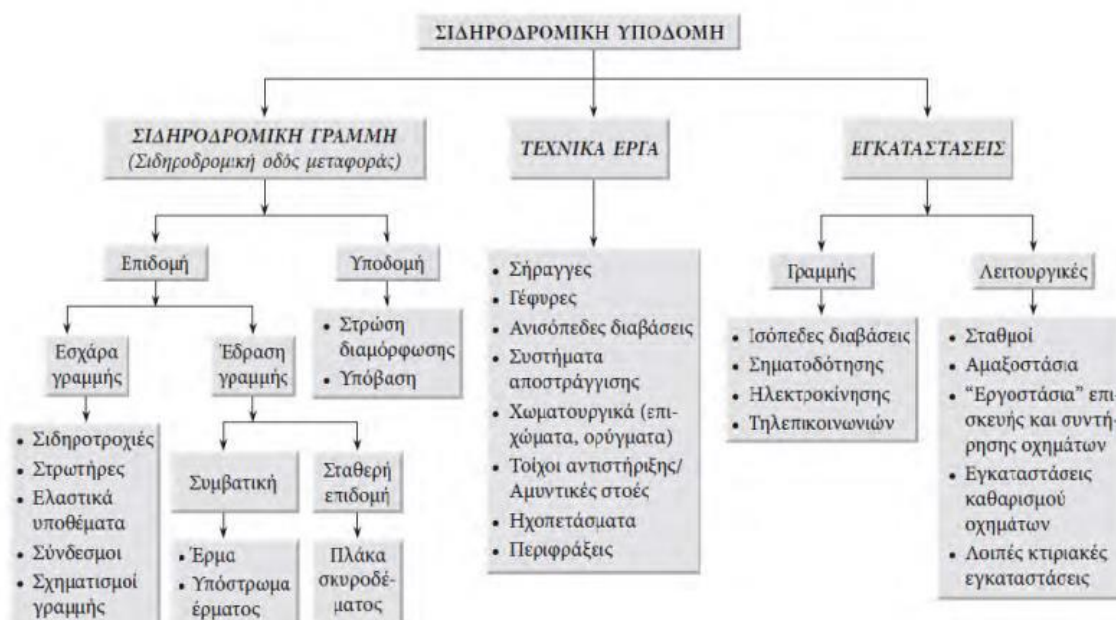 ΣΙΔΗΡΟΔΡΟΜΙΚΗ ΥΠΟΔΟΜΗ
ΣΙΔΗΡΟΔΡΟΜΙΚΗ ΓΡΑΜΜΗ
(Σιδηροδρομική οδός μεταφοράς)
ΤΕΧΝΙΚΑ ΕΡΓΑ
ΕΓΚΑΤΑΣΤΑΣΕΙΣ
Επιδομή
Υποδομή
Εσχάρα
γραμμής
Έδραση
γραμμής
• Στρώση
διαμόρφωσης
• Υπόβαση
• Σιδηροτροχιές
• Στρωτήρες
• Ελαστικά
υποθέματα
• Σύνδεσμοι
• Σχηματισμοί
γραμμής
Συμβατική
Σταθερή
επιδομή
• Έρμα
• Υπόστρωμα
έρματος
Πλάκα
σκυροδέ-
ματος
• Σήραγγες
• Γέφυρες
• Ανισόπεδες διαβάσεις
• Συστήματα
αποστράγγισης
• Χωματουργικά (επι-
χώματα, ορύγματα)
• Τοίχοι αντιστήριξης/
Αμυντικές στοές
• Ηχοπετάσματα
• Περιφράξεις
Γραμμής
Λειτουργικές
• Ισόπεδες διαβάσεις
• Σηματοδότησης
• Ηλεκτροκίνησης
• Τηλεπικοινωνιών
• Σταθμοί
• Αμαξοστάσια
• “Εργοστάσια” επι-
σκευής και συντή-
ρησης οχημάτων
• Εγκαταστάσεις
καθαρισμού
οχημάτων
• Λοιπές κτιριακές
εγκαταστάσεις